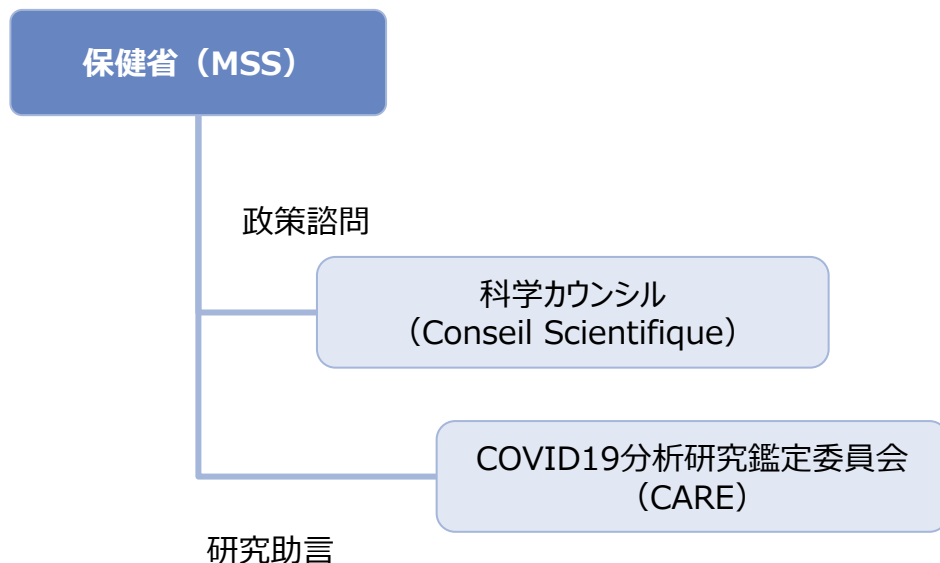 保健省（MSS）
政策諮問
科学カウンシル
（Conseil Scientifique）
COVID19分析研究鑑定委員会
（CARE）
研究助言